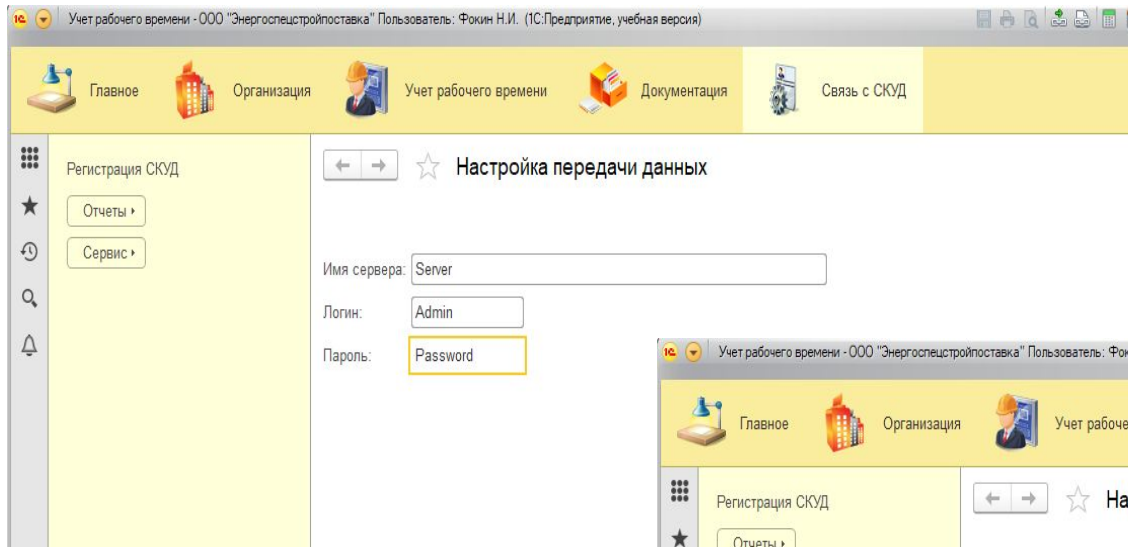 Учет рабочего времени - ООО "Энергоспецстройпоставка" Пользователь: Фокин Н.И. (1С:Предприятие, учебная версия)
Главное
Организация
Учет рабочего времени
Документация
Связь с СКУД
Регистрация СКУД
Отчеты
Сервис
Настройка передачи данных
Имя сервера: Server
Логин: Admin
Пароль: Password
Учет рабочего времени - ООО "Энергоспецстройпоставка" Пользователь: Фок
Главное
Организация
Учет рабоче
Регистрация СКУД
Отчеты
На